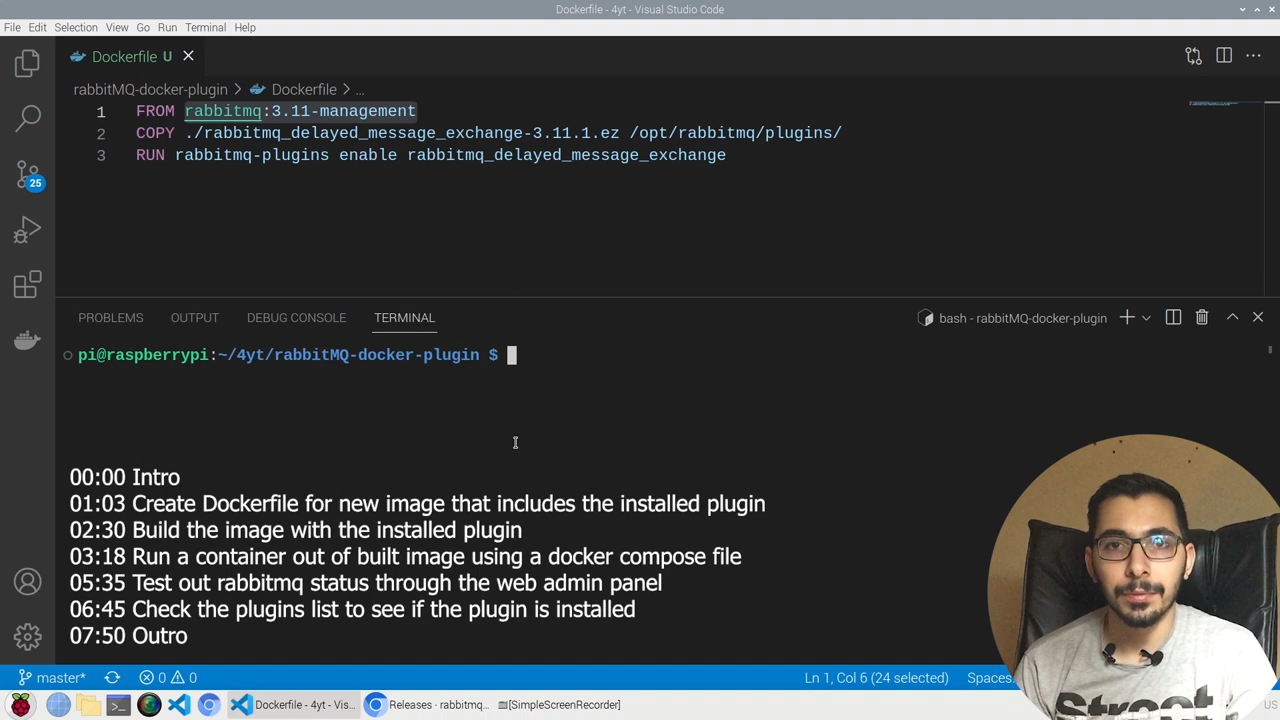 Dockerfile - 4yt - Visual Studio Code
File Edit Selection View Go Run Terminal Help
Dockerfile U
rabbitMQ-docker-plugin > Dockerfile > ...
1 FROM rabbitmq:3.11-management
2 COPY ./rabbitmq_delayed_message_exchange-3.11.1.ez /opt/rabbitmq/plugins/
3 RUN rabbitmq-plugins enable rabbitmq_delayed_message_exchange
25
PROBLEMS OUTPUT DEBUG CONSOLE TERMINAL
bash - rabbitMQ-docker-plugin
pi@raspberrypi:~/4yt/rabbitMQ-docker-plugin $
00:00 Intro
01:03 Create Dockerfile for new image that includes the installed plugin
02:30 Build the image with the installed plugin
03:18 Run a container out of built image using a docker compose file
05:35 Test out rabbitmq status through the web admin panel
06:45 Check the plugins list to see if the plugin is installed
07:50 Outro
Street
master* 0 0 Ln 1, Col 6 (24 selected) Spaces:
Dockerfile - 4yt - Vis... Releases · rabbitmq... [SimpleScreenRecorder] US